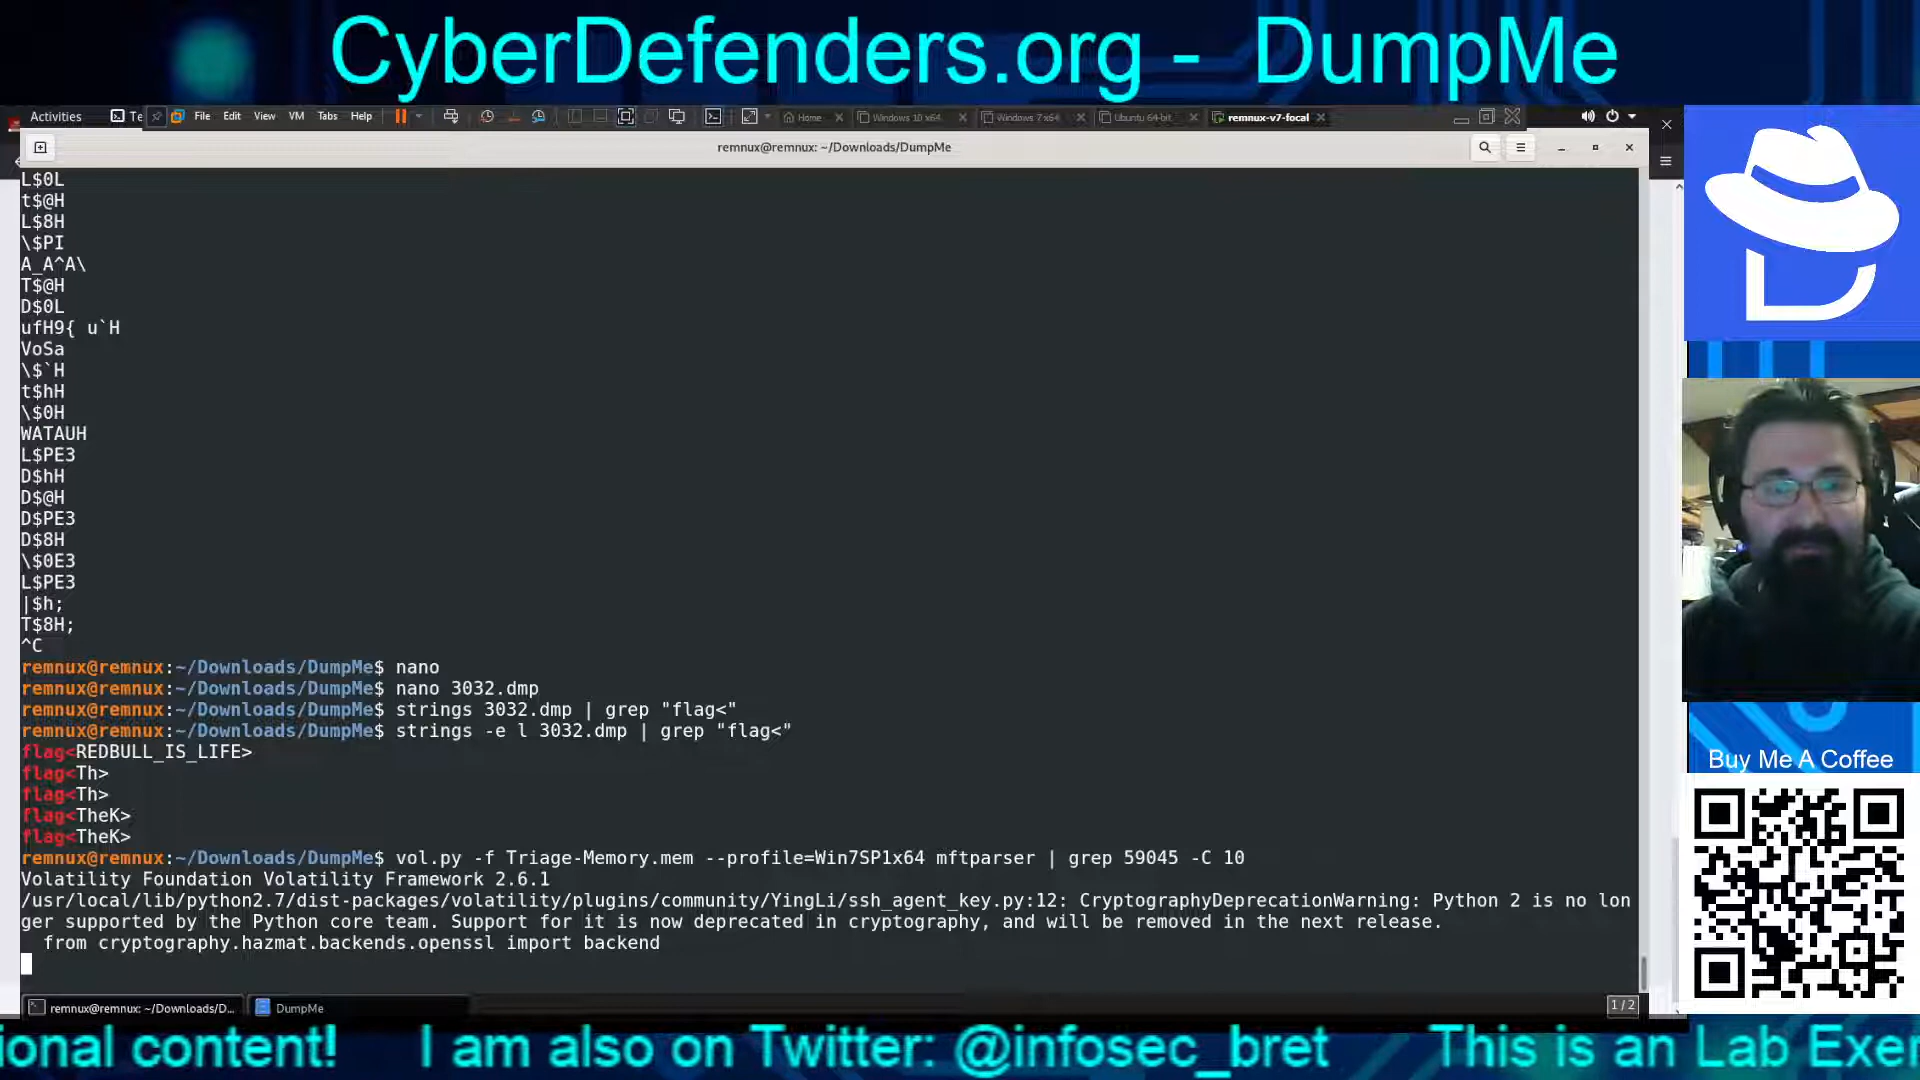 CyberDefenders.org - DumpMe
Activities
Te
File Edit View VM Tabs Help
Home
Windows 10 x64
Windows 7 x64
Ubuntu 64-bit
remnux-v7-focal
remnux@remnux: ~/Downloads/DumpMe
L$0L
t$@H
L$8H
\$PI
A_A^A\
T$@H
D$0L
ufH9{ u`H
VoSa
\$`H
t$hH
\$0H
WATAUH
L$PE3
D$hH
D$@H
D$PE3
D$8H
\$0E3
L$PE3
|$h;
T$8H;
^C
remnux@remnux:~/Downloads/DumpMe$ nano
remnux@remnux:~/Downloads/DumpMe$ nano 3032.dmp
remnux@remnux:~/Downloads/DumpMe$ strings 3032.dmp | grep "flag<"
remnux@remnux:~/Downloads/DumpMe$ strings -e l 3032.dmp | grep "flag<"
flag<REDBULL_IS_LIFE>
flag<Th>
flag<Th>
flag<TheK>
flag<TheK>
remnux@remnux:~/Downloads/DumpMe$ vol.py -f Triage-Memory.mem --profile=Win7SP1x64 mftparser | grep 59045 -C 10
Volatility Foundation Volatility Framework 2.6.1
/usr/local/lib/python2.7/dist-packages/volatility/plugins/community/YingLi/ssh_agent_key.py:12: CryptographyDeprecationWarning: Python 2 is no lon
ger supported by the Python core team. Support for it is now deprecated in cryptography, and will be removed in the next release.
  from cryptography.hazmat.backends.openssl import backend
Buy Me A Coffee
remnux@remnux: ~/Downloads/D...
DumpMe
1 / 2
ional content! I am also on Twitter: @infosec_bret This is an Lab Exer